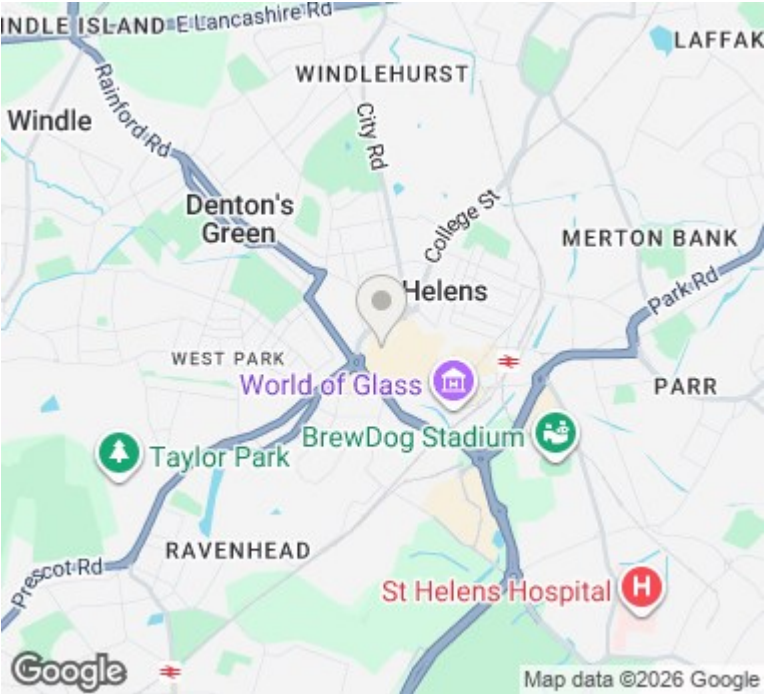 INDLE ISLAND
E Lancashire Rd
LAFFAK
WINDLEHURST
Rainford Rd
City Rd
Windle
Denton's
Green
College St
MERTON BANK
Helens
Park Rd
WEST PARK
World of Glass
PARR
BrewDog Stadium
Taylor Park
RAVENHEAD
Prescot Rd
St Helens Hospital
H
Google
Map data ©2026 Google